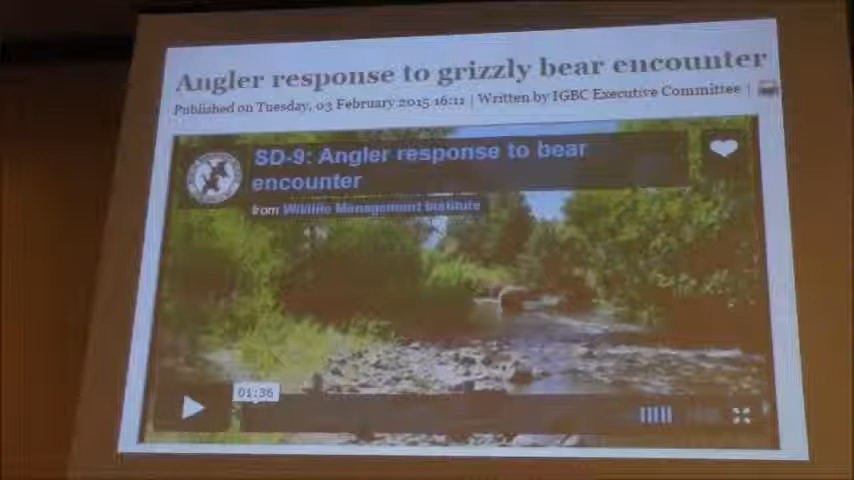 Angler response to grizzly bear encounter
Published on Tuesday, 03 February 2015 16:11 | Written by IGBC Executive Committee |
SD-9: Angler response to bear
encounter
from Wildlife Management Institute
01:36